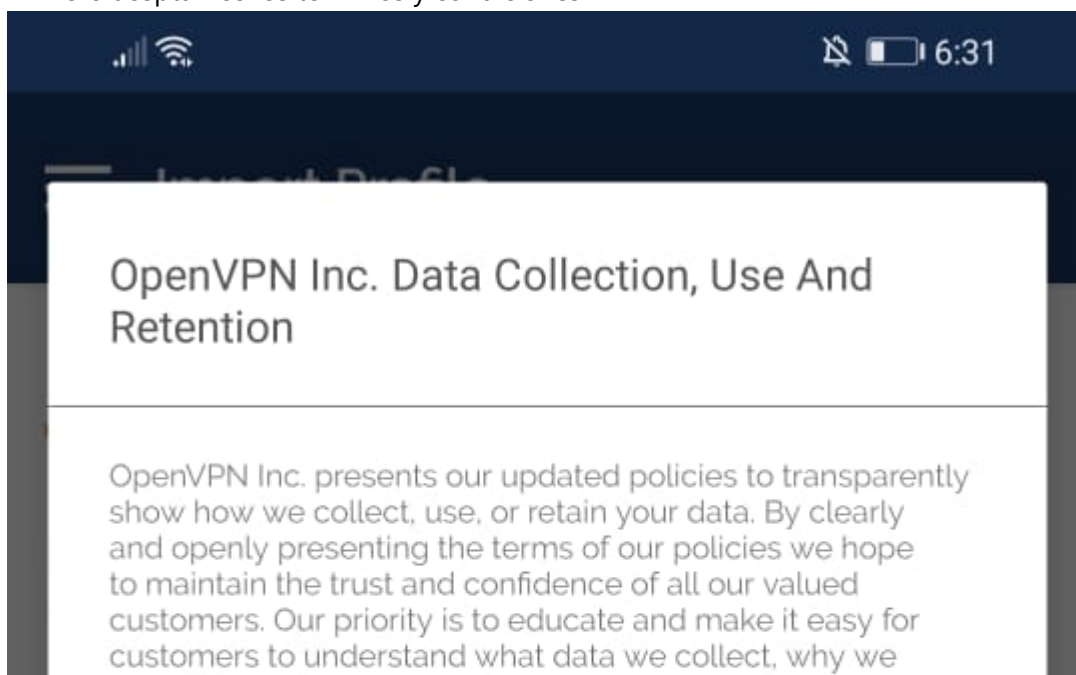 6:31
Import Profile
OpenVPN Inc. Data Collection, Use And
Retention
OpenVPN Inc. presents our updated policies to transparently
show how we collect, use, or retain your data. By clearly
and openly presenting the terms of our policies we hope
to maintain the trust and confidence of all our valued
customers. Our priority is to educate and make it easy for
customers to understand what data we collect, why we